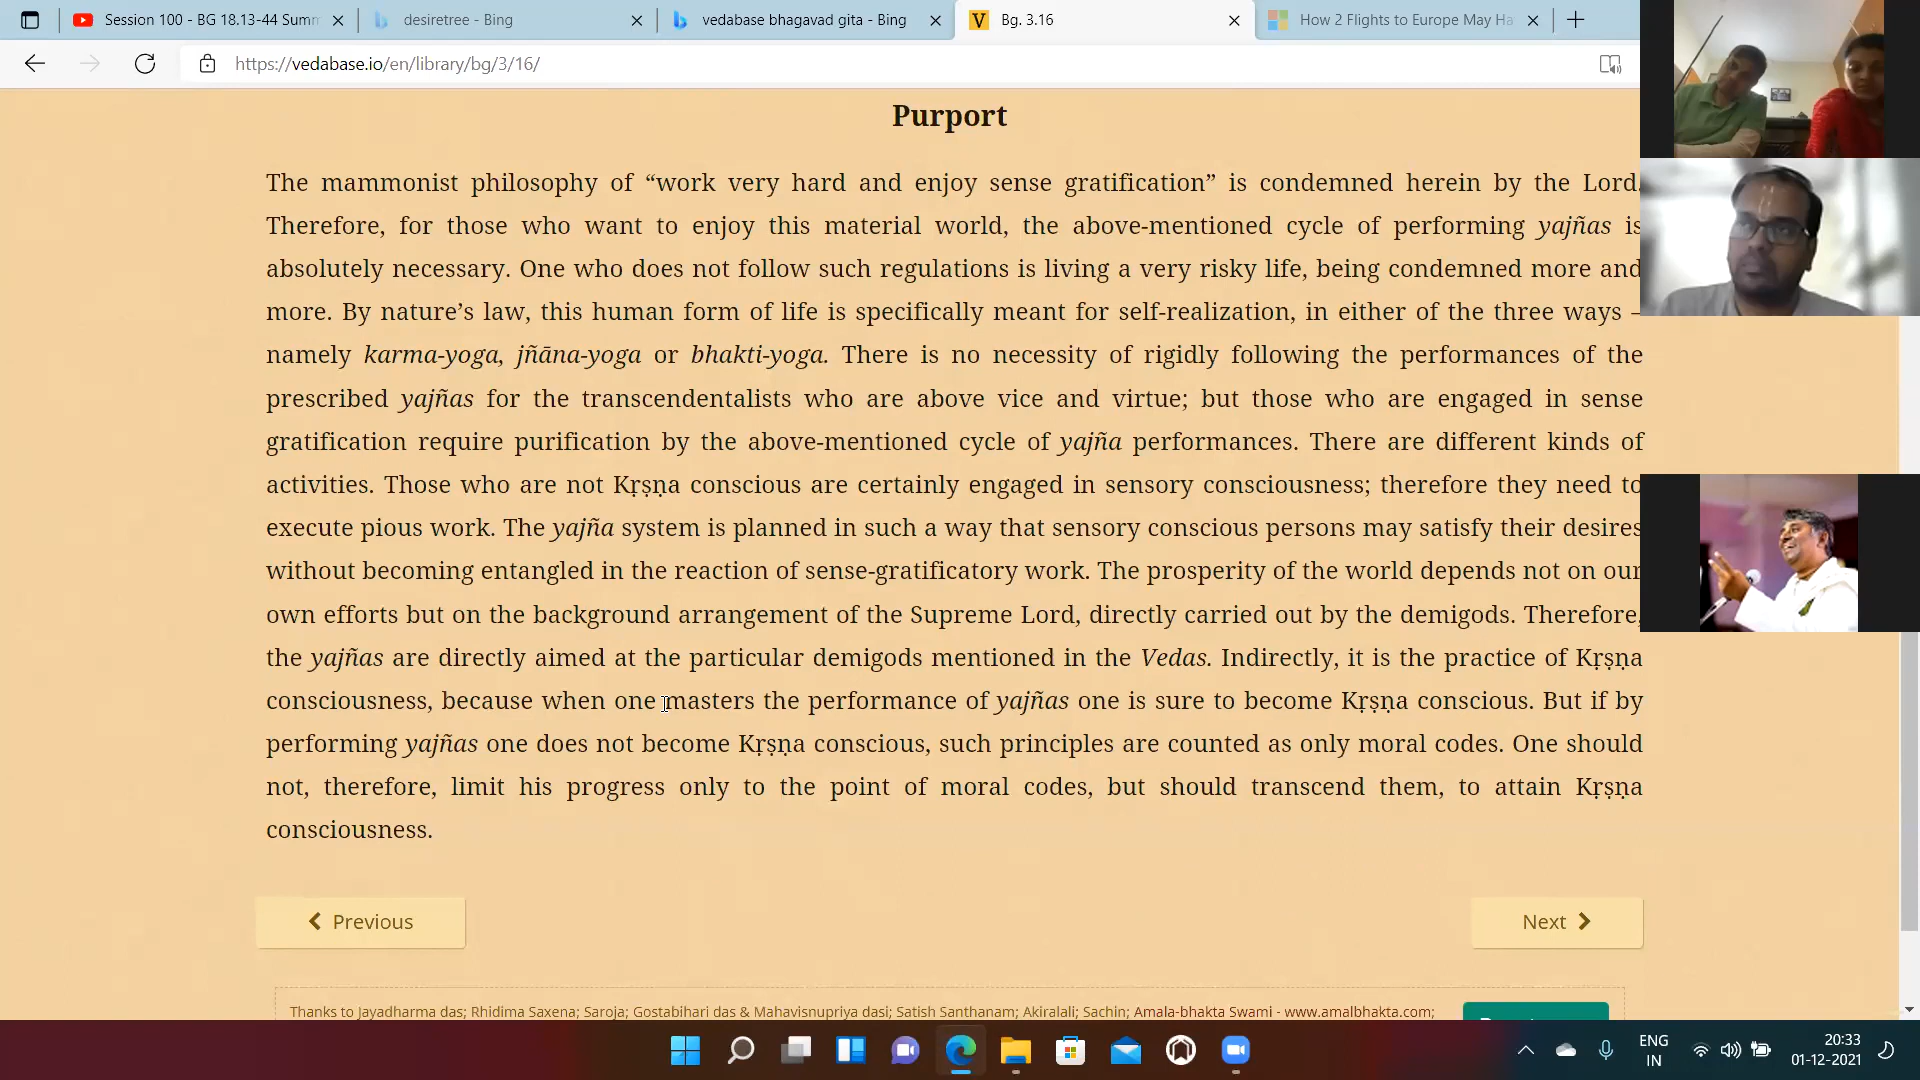 Session 100 - BG 18.13-44 Summ
desiretree - Bing
vedabase bhagavad gita - Bing
Bg. 3.16
How 2 Flights to Europe May Ha
https://vedabase.io/en/library/bg/3/16/
Purport
The mammonist philosophy of “work very hard and enjoy sense gratification” is condemned herein by the Lord.
Therefore, for those who want to enjoy this material world, the above-mentioned cycle of performing yajñas is
absolutely necessary. One who does not follow such regulations is living a very risky life, being condemned more and
more. By nature’s law, this human form of life is specifically meant for self-realization, in either of the three ways –
namely karma-yoga, jñāna-yoga or bhakti-yoga. There is no necessity of rigidly following the performances of the
prescribed yajñas for the transcendentalists who are above vice and virtue; but those who are engaged in sense
gratification require purification by the above-mentioned cycle of yajña performances. There are different kinds of
activities. Those who are not Kṛṣṇa conscious are certainly engaged in sensory consciousness; therefore they need to
execute pious work. The yajña system is planned in such a way that sensory conscious persons may satisfy their desires
without becoming entangled in the reaction of sense-gratificatory work. The prosperity of the world depends not on our
own efforts but on the background arrangement of the Supreme Lord, directly carried out by the demigods. Therefore,
the yajñas are directly aimed at the particular demigods mentioned in the Vedas. Indirectly, it is the practice of Kṛṣṇa
consciousness, because when one masters the performance of yajñas one is sure to become Kṛṣṇa conscious. But if by
performing yajñas one does not become Kṛṣṇa conscious, such principles are counted as only moral codes. One should
not, therefore, limit his progress only to the point of moral codes, but should transcend them, to attain Kṛṣṇa
consciousness.
Previous
Next
Thanks to Jayadharma das; Rhidima Saxena; Saroja; Gostabihari das & Mahavisnupriya dasi; Satish Santhanam; Akiralali; Sachin; Amala-bhakta Swami - www.amalbhakta.com;
ENG
IN
20:33
01-12-2021